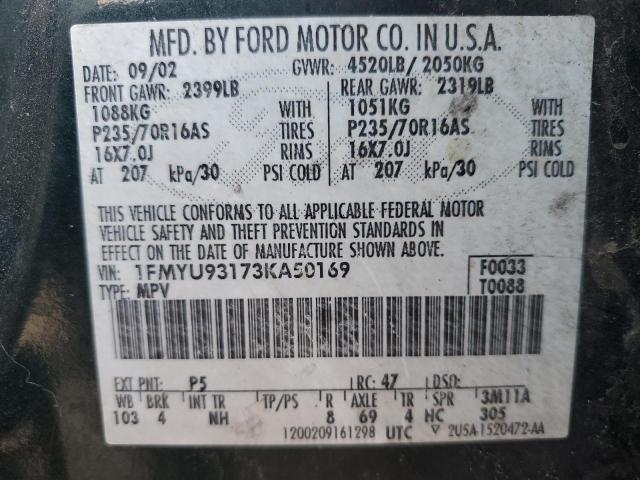 MFD. BY FORD MOTOR CO. IN U.S.A.
DATE: 09/02 GVWR: 4520LB/ 2050KG
FRONT GAWR: 2399LB REAR GAWR: 2319LB
1088KG WITH 1051KG WITH
P235/70R16AS TIRES P235/70R16AS TIRES
16X7.0J RIMS 16X7.0J RIMS
AT 207 kPa/30 PSI COLD AT 207 kPa/30 PSI COLD
THIS VEHICLE CONFORMS TO ALL APPLICABLE FEDERAL MOTOR
VEHICLE SAFETY AND THEFT PREVENTION STANDARDS IN
EFFECT ON THE DATE OF MANUFACTURE SHOWN ABOVE.
VIN: 1FMYU93173KA50169 F0033
TYPE: MPV T0088
EXT PNT: P5 RC: 47 DSO:
WB BRK INT TR TP/PS R AXLE TR SPR 3M11A
103 4 NH 8 69 4 HC 305
1200209161298 UTC ▽ 2U5A-1520472-AA